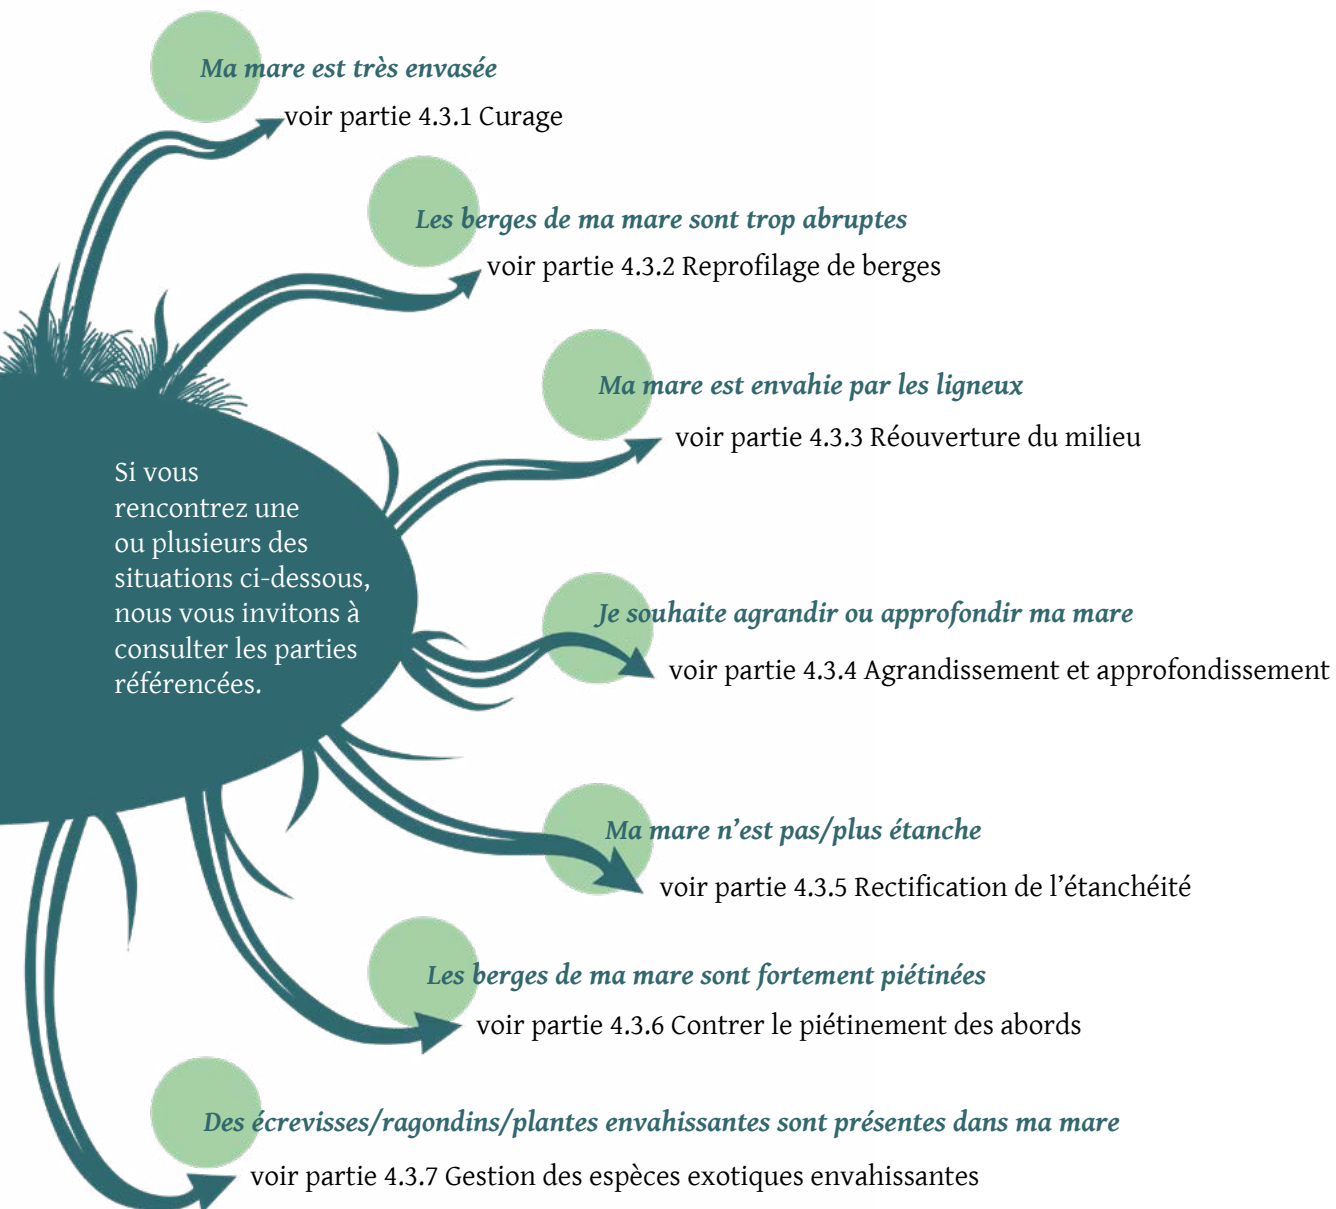 Ma mare est très envasée
voir partie 4.3.1 Curage
Les berges de ma mare sont trop abruptes
voir partie 4.3.2 Reprofilage de berges
Ma mare est envahie par les ligneux
voir partie 4.3.3 Réouverture du milieu
Si vous
rencontrez une
ou plusieurs des
situations ci-dessous,
nous vous invitons à
consulter les parties
référencées.
Je souhaite agrandir ou approfondir ma mare
voir partie 4.3.4 Agrandissement et approfondissement
Ma mare n’est pas/plus étanche
voir partie 4.3.5 Rectification de l’étanchéité
Les berges de ma mare sont fortement piétinées
voir partie 4.3.6 Contrer le piétinement des abords
Des écrevisses/ragondins/plantes envahissantes sont présentes dans ma mare
voir partie 4.3.7 Gestion des espèces exotiques envahissantes